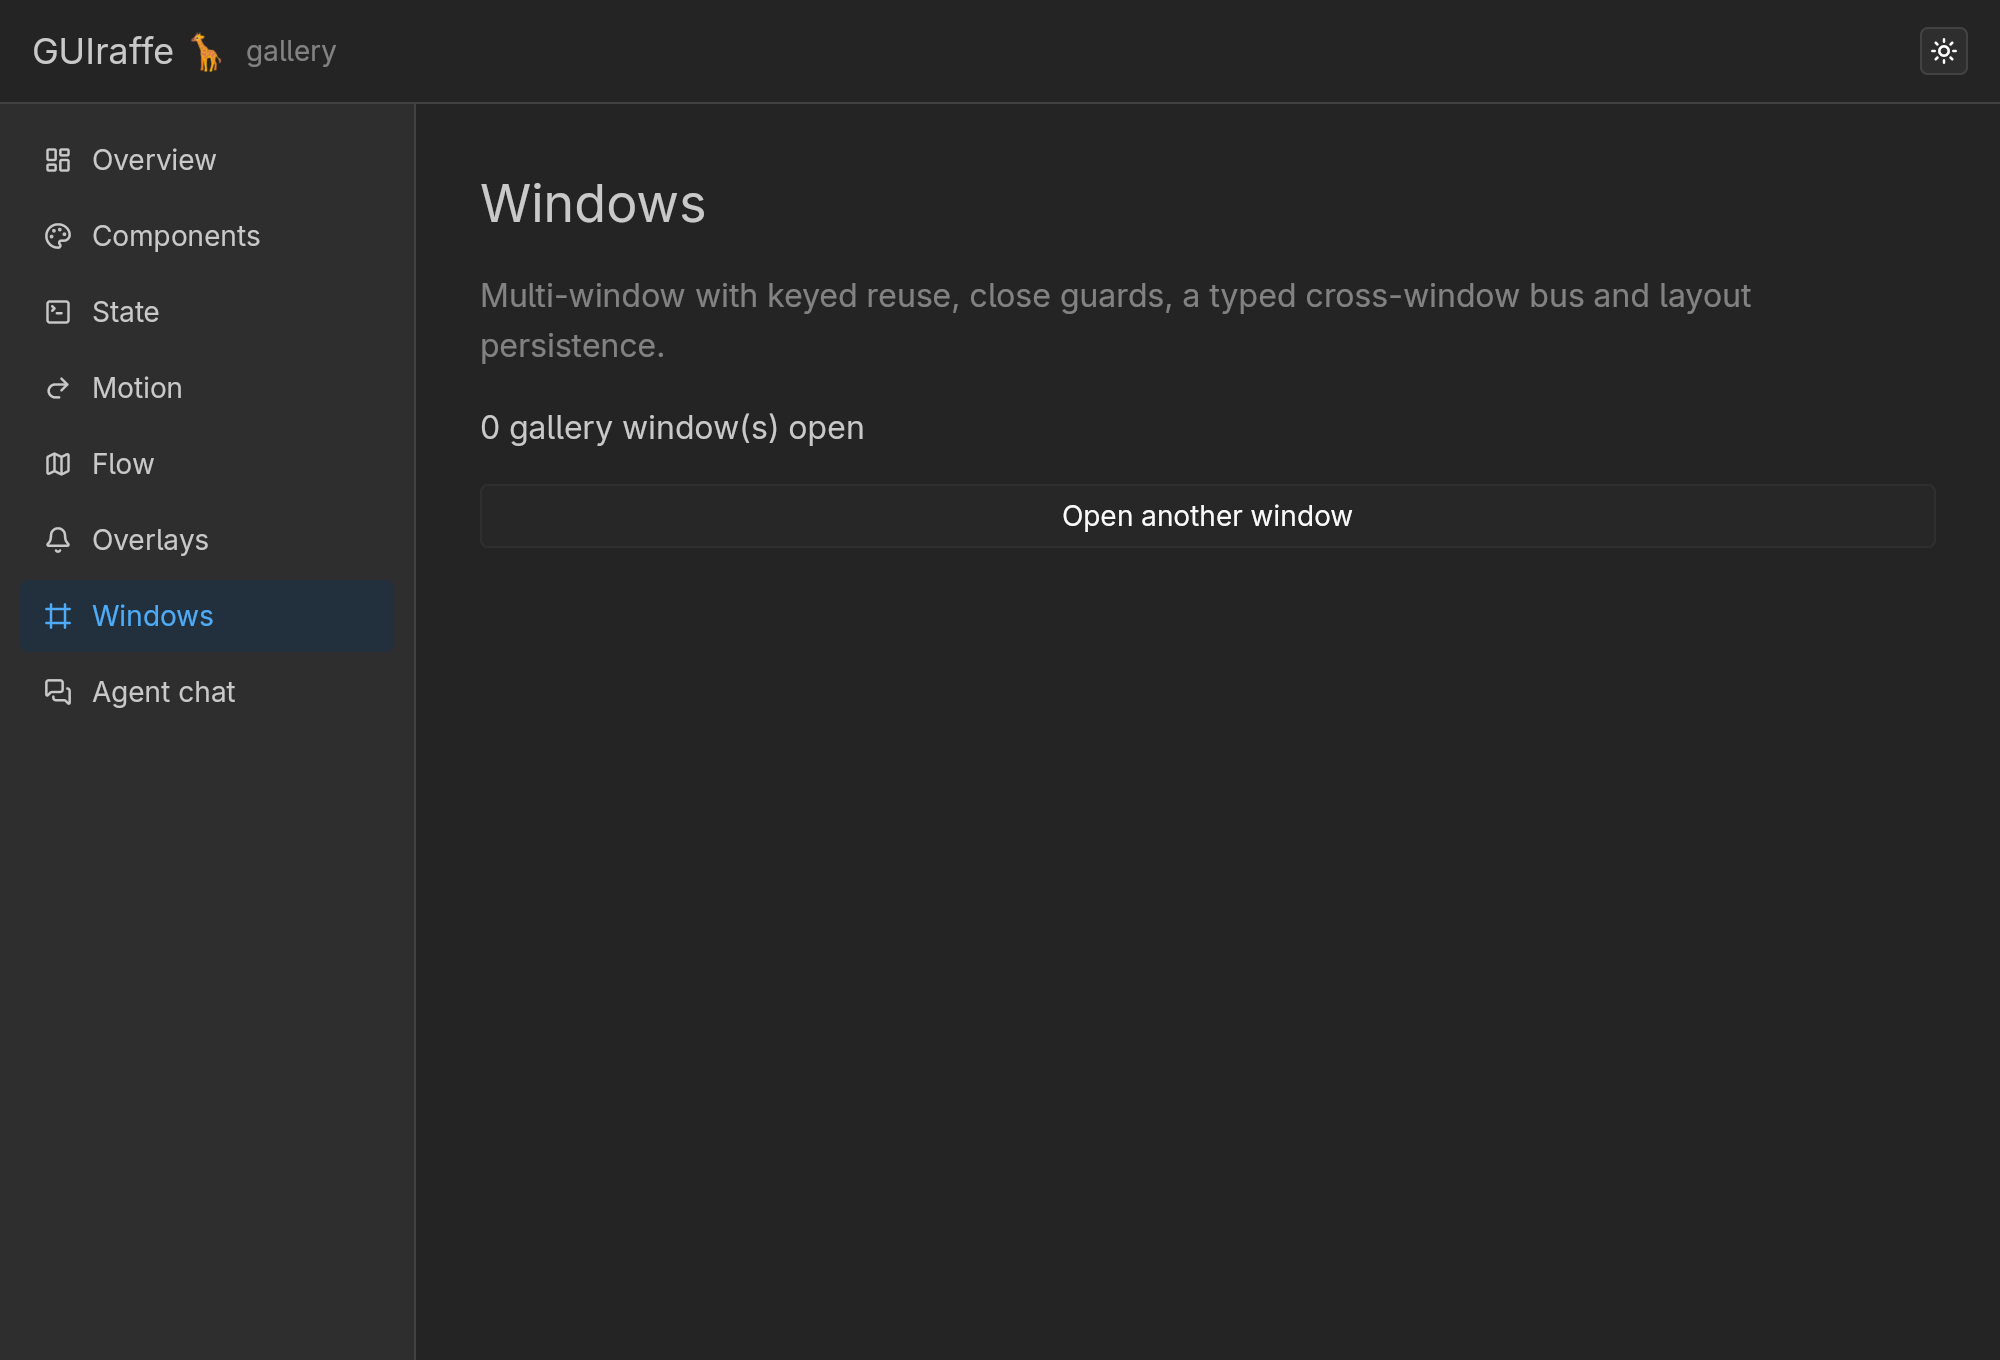 GUIraffe 🦒 gallery
Overview
Components
State
Motion
Flow
Overlays
Windows
Agent chat
Windows
Multi-window with keyed reuse, close guards, a typed cross-window bus and layout
persistence.
0 gallery window(s) open
Open another window